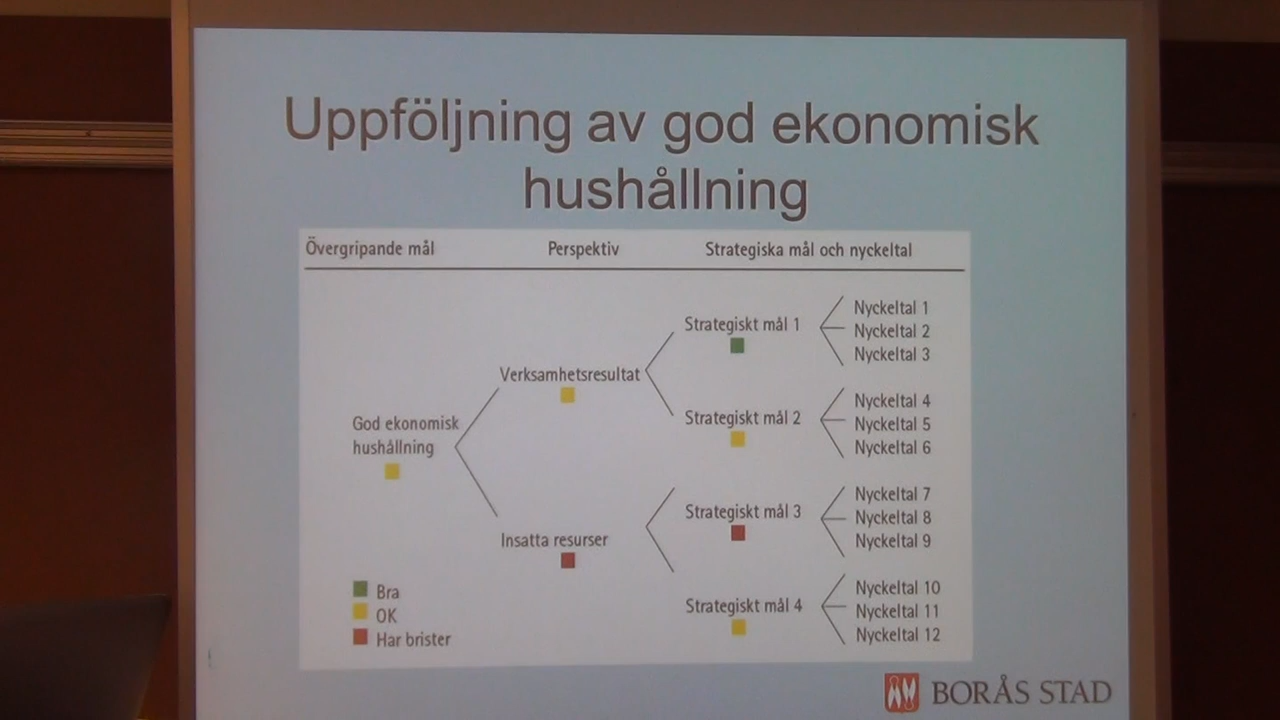 Uppföljning av god ekonomisk
hushållning
Övergripande mål Perspektiv Strategiska mål och nyckeltal
God ekonomisk
hushållning
Verksamhetsresultat
Insatta resurser
Strategiskt mål 1
Nyckeltal 1
Nyckeltal 2
Nyckeltal 3
Strategiskt mål 2
Nyckeltal 4
Nyckeltal 5
Nyckeltal 6
Strategiskt mål 3
Nyckeltal 7
Nyckeltal 8
Nyckeltal 9
Strategiskt mål 4
Nyckeltal 10
Nyckeltal 11
Nyckeltal 12
Bra
OK
Har brister
BORÅS STAD